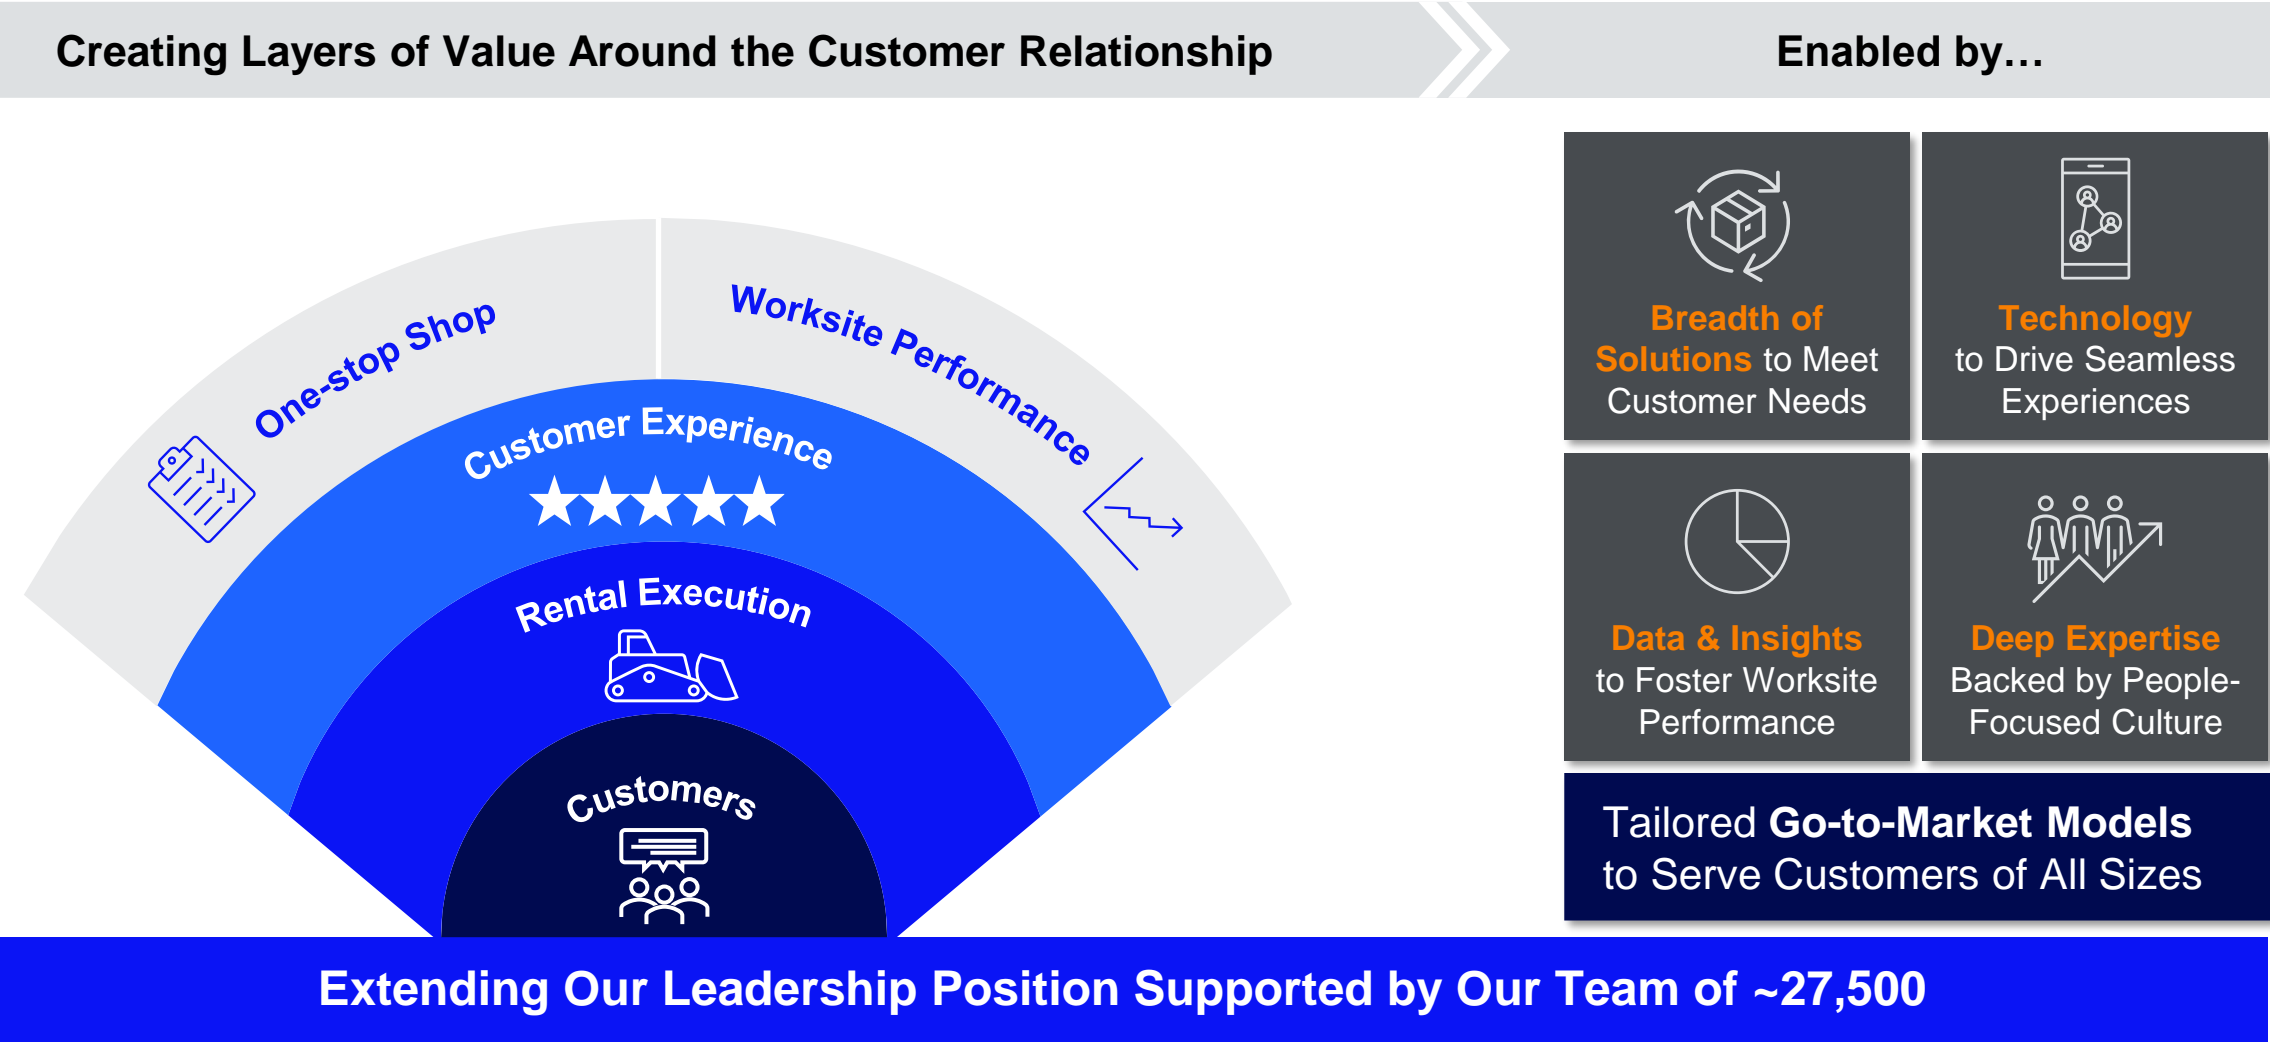 Creating Layers of Value Around the Customer Relationship
Enabled by…
One-stop Shop
Worksite Performance
Customer Experience
Rental Execution
Customers
Breadth of
Solutions to Meet
Customer Needs
Technology
to Drive Seamless
Experiences
Data & Insights
to Foster Worksite
Performance
Deep Expertise
Backed by People-
Focused Culture
Tailored Go-to-Market Models
to Serve Customers of All Sizes
Extending Our Leadership Position Supported by Our Team of ~27,500